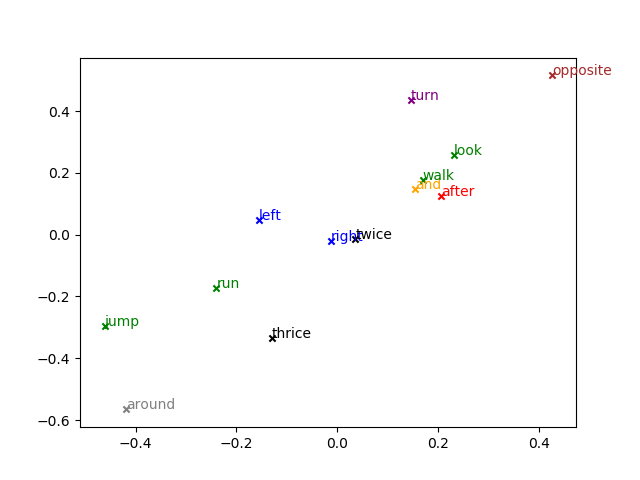 opposite
turn
look
walk
and
after
left
right
twice
run
jump
thrice
around
0.4
0.2
0.0
−0.2
−0.4
−0.6
−0.4
−0.2
0.0
0.2
0.4